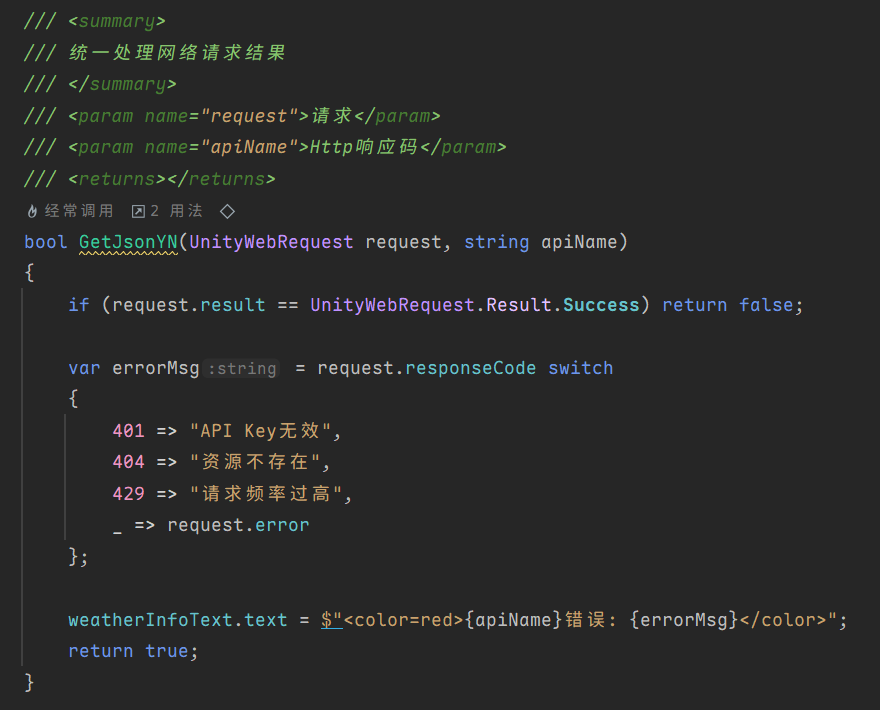 /// <summary>
/// 统一处理网络请求结果
/// </summary>
/// <param name="request">请求</param>
/// <param name="apiName">Http响应码</param>
/// <returns></returns>
经常调用 2 用法
bool GetJsonYN(UnityWebRequest request, string apiName)
{
if (request.result == UnityWebRequest.Result.Success) return false;
var errorMsg :string = request.responseCode switch
{
401 => "API Key无效",
404 => "资源不存在",
429 => "请求频率过高",
_ => request.error
};
weatherInfoText.text = $"<color=red>{apiName}错误: {errorMsg}</color>";
return true;
}